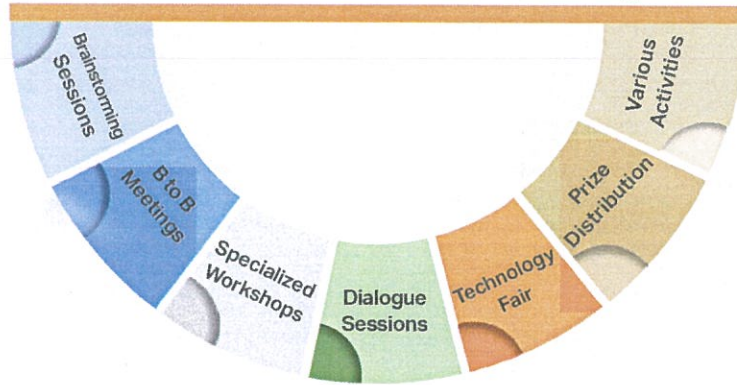 Brainstorming
Sessions
B to B
Meetings
Specialized
Workshops
Dialogue
Sessions
Technology
Fair
Prize
Distribution
Various
Activities